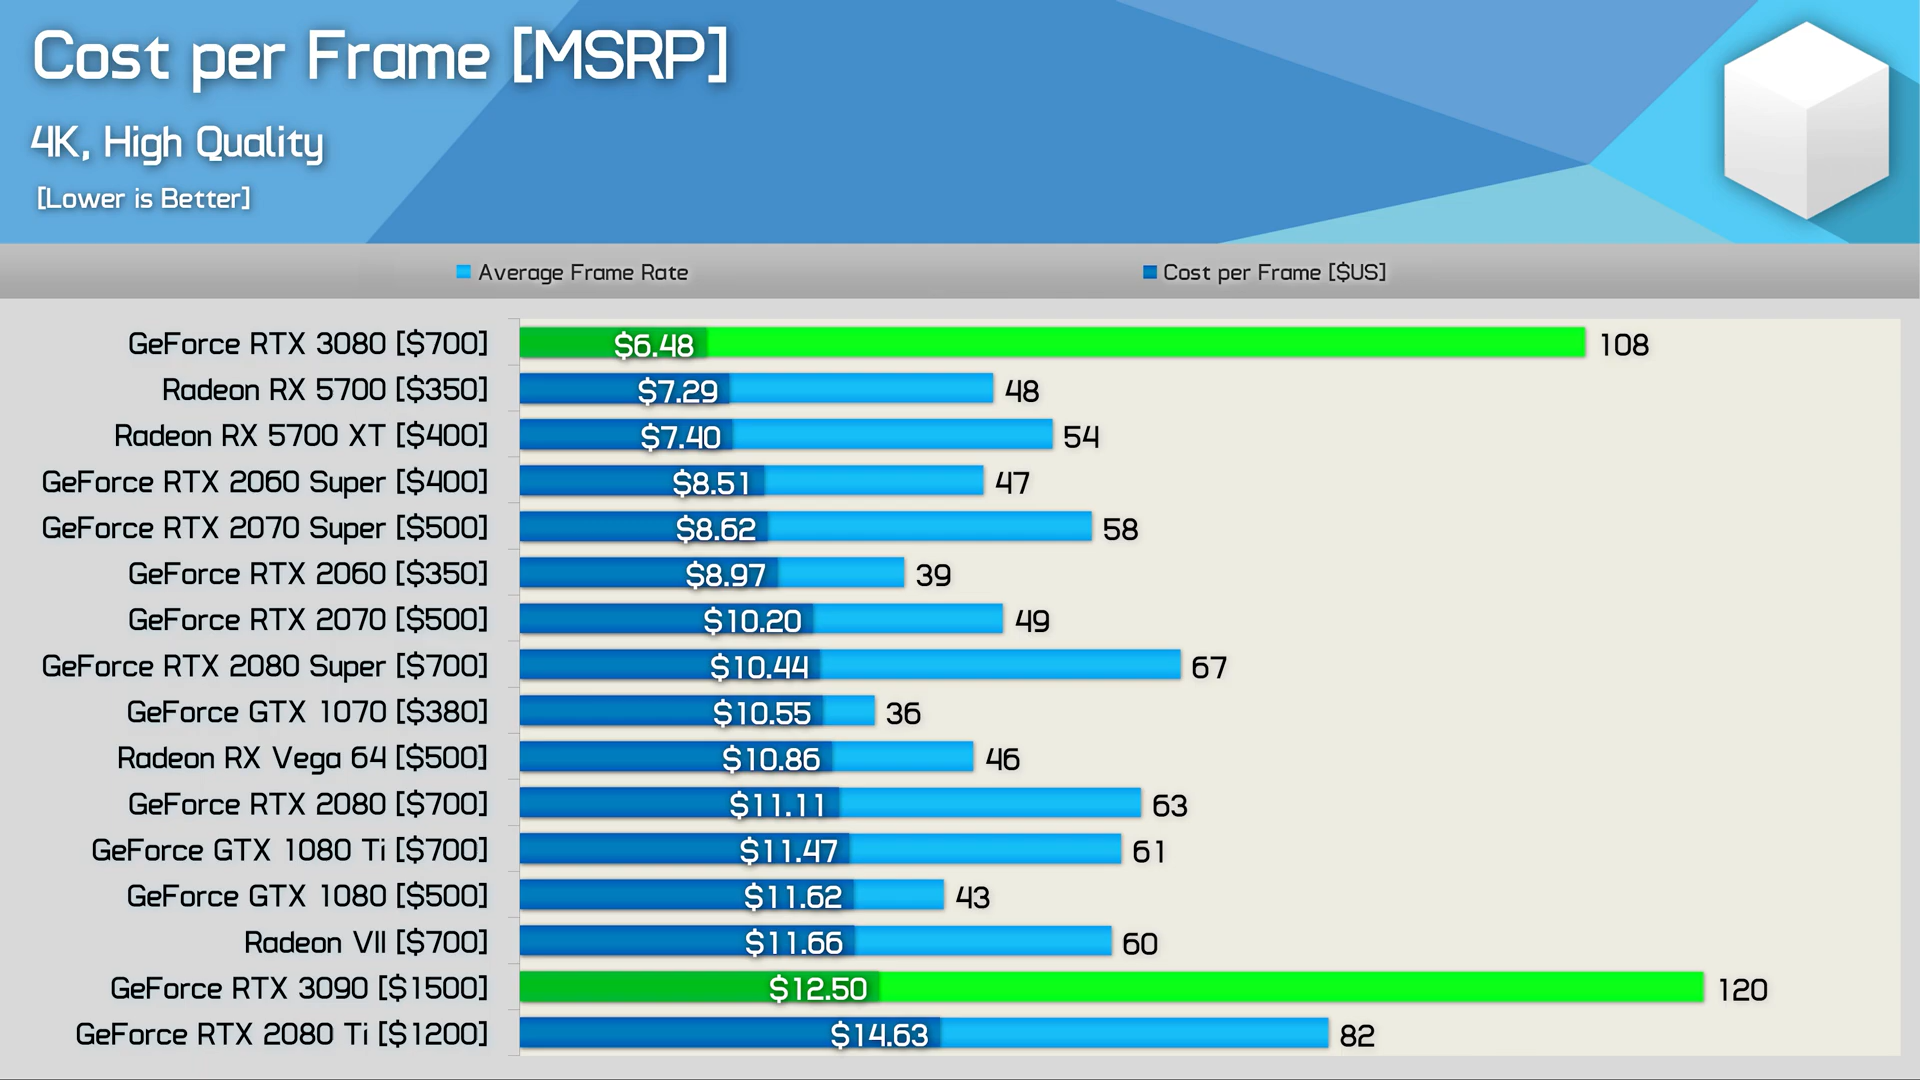 Cost per Frame [MSRP]
4K, High Quality
[Lower is Better]
Average Frame Rate
Cost per Frame [$US]
GeForce RTX 3080 [$700] $6.48 108
Radeon RX 5700 [$350] $7.29 48
Radeon RX 5700 XT [$400] $7.40 54
GeForce RTX 2060 Super [$400] $8.51 47
GeForce RTX 2070 Super [$500] $8.62 58
GeForce RTX 2060 [$350] $8.97 39
GeForce RTX 2070 [$500] $10.20 49
GeForce RTX 2080 Super [$700] $10.44 67
GeForce GTX 1070 [$380] $10.55 36
Radeon RX Vega 64 [$500] $10.86 46
GeForce RTX 2080 [$700] $11.11 63
GeForce GTX 1080 Ti [$700] $11.47 61
GeForce GTX 1080 [$500] $11.62 43
Radeon VII [$700] $11.66 60
GeForce RTX 3090 [$1500] $12.50 120
GeForce RTX 2080 Ti [$1200] $14.63 82